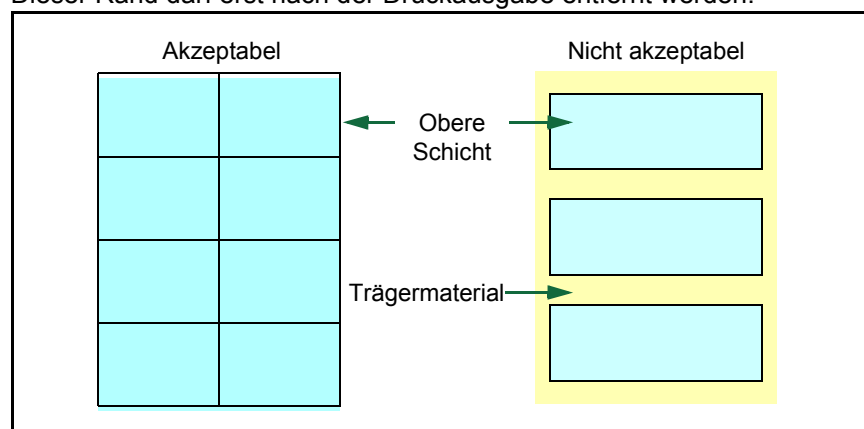 Dieser Rand darf erst nach der Druckausgabe entfernt werden.
Akzeptabel
Nicht akzeptabel
Obere
Schicht
Trägermaterial